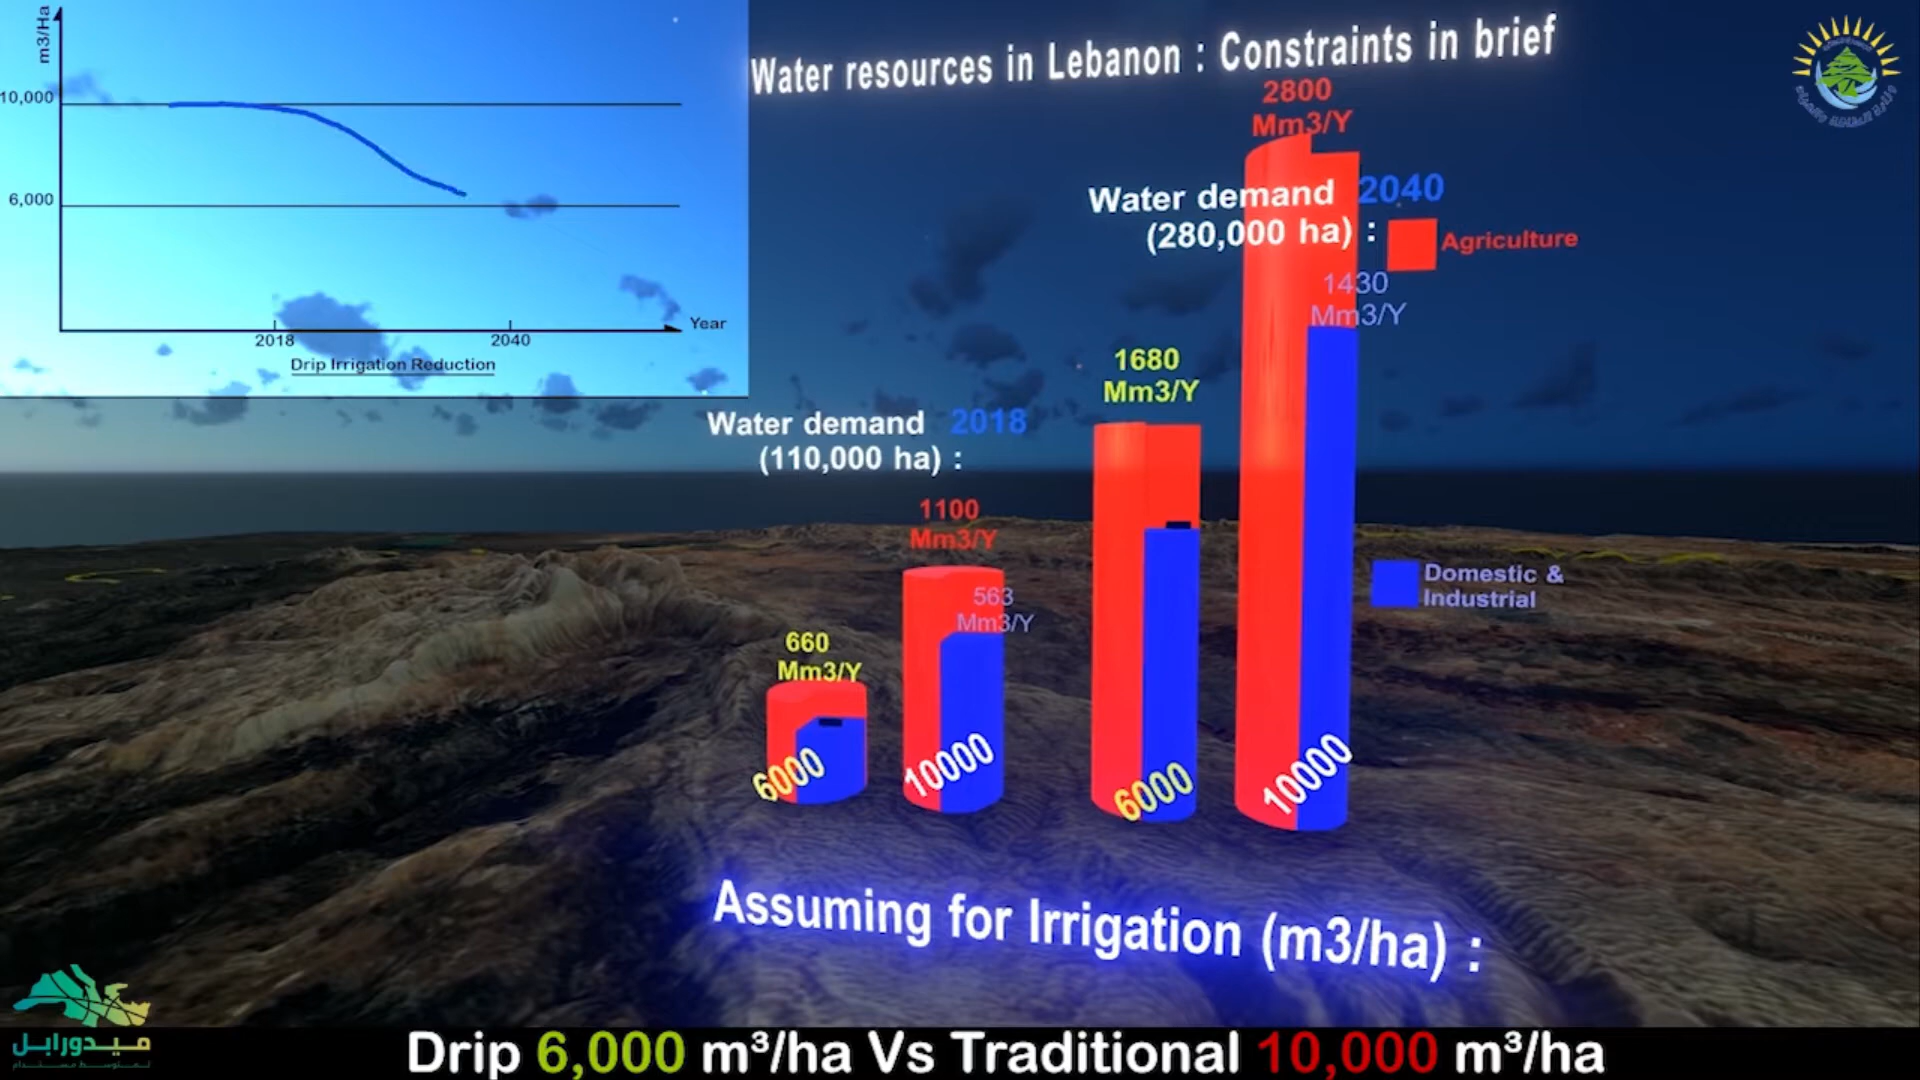 m3/Ha
10,000
6,000
2018
2040
Year
Drip Irrigation Reduction
Water resources in Lebanon : Constraints in brief
2800
Mm3/Y
Water demand 2040
(280,000 ha) :
Agriculture
1430
Mm3/Y
1680
Mm3/Y
Water demand 2018
(110,000 ha) :
1100
Mm3/Y
563
Mm3/Y
660
Mm3/Y
Domestic &
Industrial
6000
10000
6000
10000
Assuming for Irrigation (m3/ha) :
ميدورابل
Drip 6,000 m³/ha Vs Traditional 10,000 m³/ha